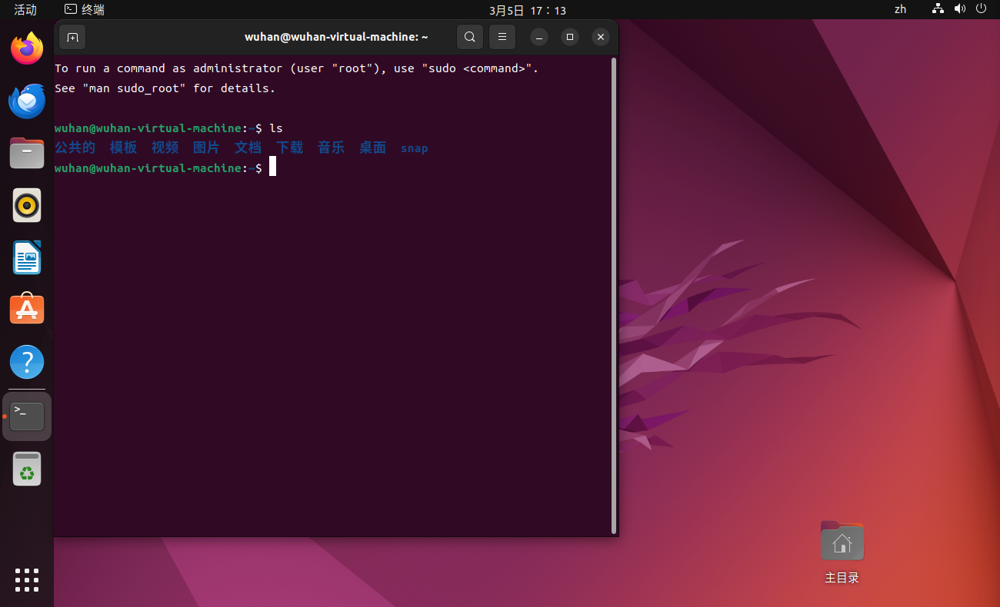 活动 终端 3月5日 17：13 zh
wuhan@wuhan-virtual-machine: ~
To run a command as administrator (user "root"), use "sudo <command>".
See "man sudo_root" for details.
wuhan@wuhan-virtual-machine:~$ ls
公共的 模板 视频 图片 文档 下载 音乐 桌面 snap
wuhan@wuhan-virtual-machine:~$
主目录